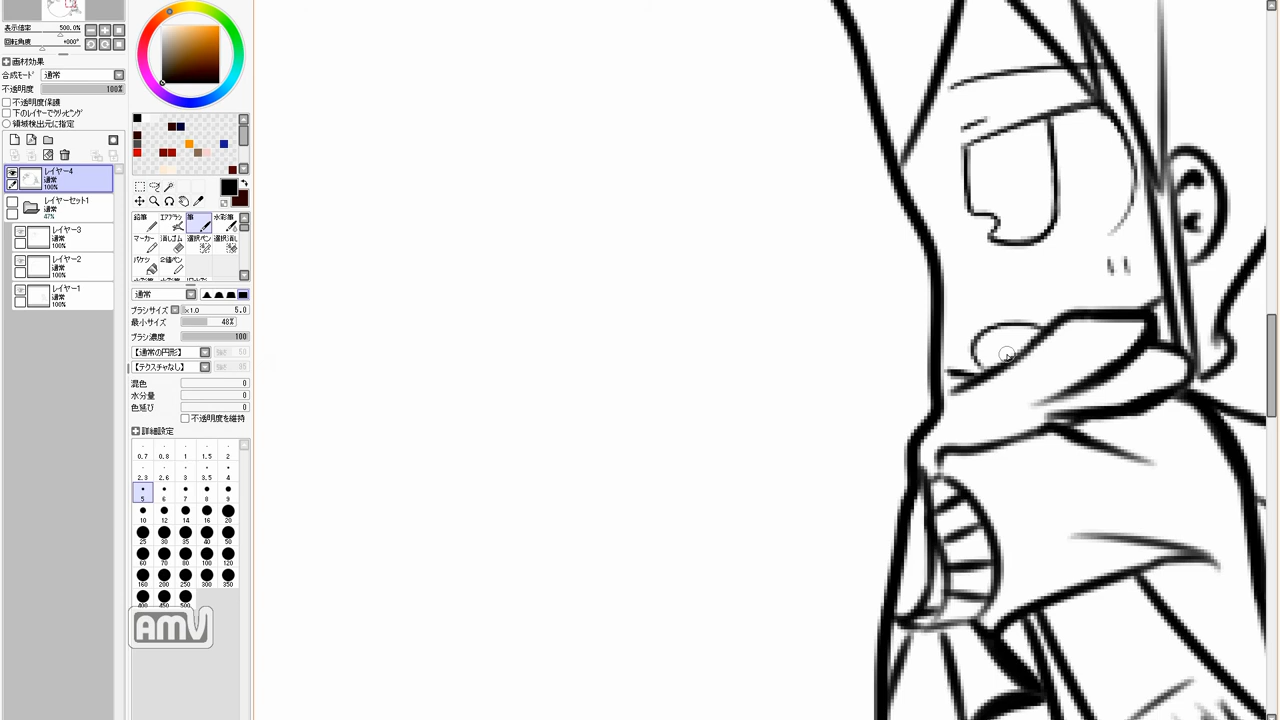 表示倍率 500.0%
回転角度 +000°
画材効果
合成モード 通常
不透明度 100%
不透明度保護
下のレイヤーでクリッピング
領域検出元に指定
レイヤー4
通常
100%
レイヤーセット1
通常
47%
レイヤー3
通常
100%
レイヤー2
通常
100%
レイヤー1
通常
100%
鉛筆 エアブラシ 筆 水彩筆
マーカー 消しゴム 選択ペン 選択消し
バケツ 2値ペン
通常
ブラシサイズ x1.0 5.0
最小サイズ 48%
ブラシ濃度 100
【通常の円形】 強さ 50
【テクスチャなし】 強さ 95
混色 0
水分量 0
色延び 0
不透明度を維持
詳細設定
0.7 0.8 1 1.5 2
2.3 2.6 3 3.5 4
5 6 7 8 9
10 12 14 16 20
25 30 35 40 50
60 70 80 100 120
160 200 250 300 350
400 450 500
AMV